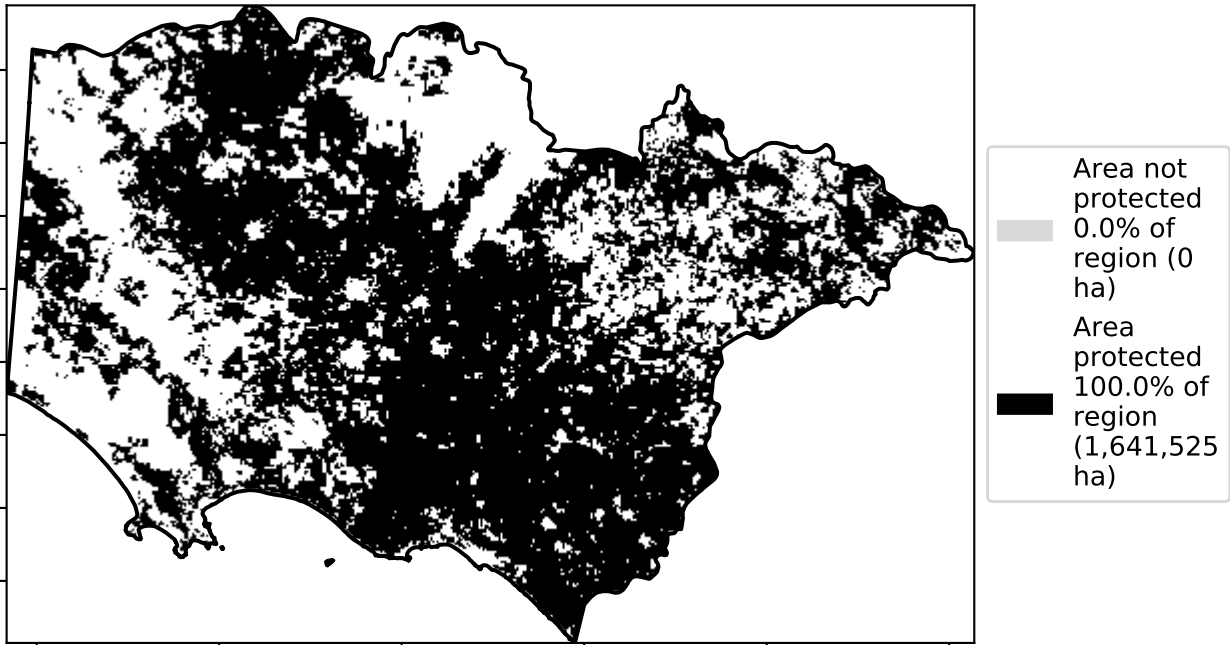 Area not
protected
0.0% of
region (0
ha)
Area
protected
100.0% of
region
(1,641,525
ha)